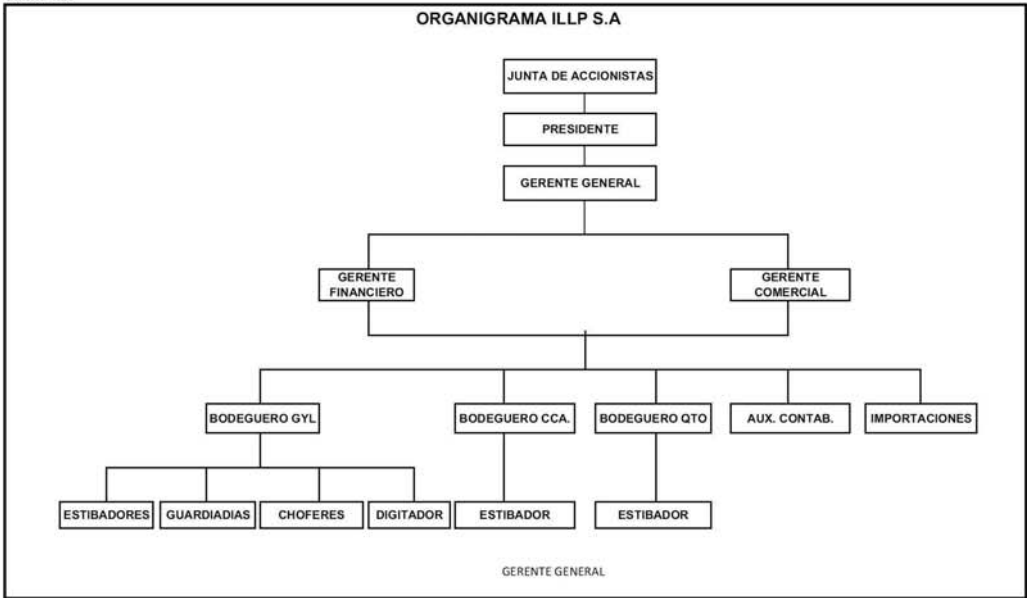 ORGANIGRAMA ILLP S.A
JUNTA DE ACCIONISTAS
PRESIDENTE
GERENTE GENERAL
GERENTE
FINANCIERO
GERENTE
COMERCIAL
BODEGUERO GYL
BODEGUERO CCA.
BODEGUERO QTO
AUX. CONTAB.
IMPORTACIONES
ESTIBADORES
GUARDIADIAS
CHOFERES
DIGITADOR
ESTIBADOR
ESTIBADOR
GERENTE GENERAL